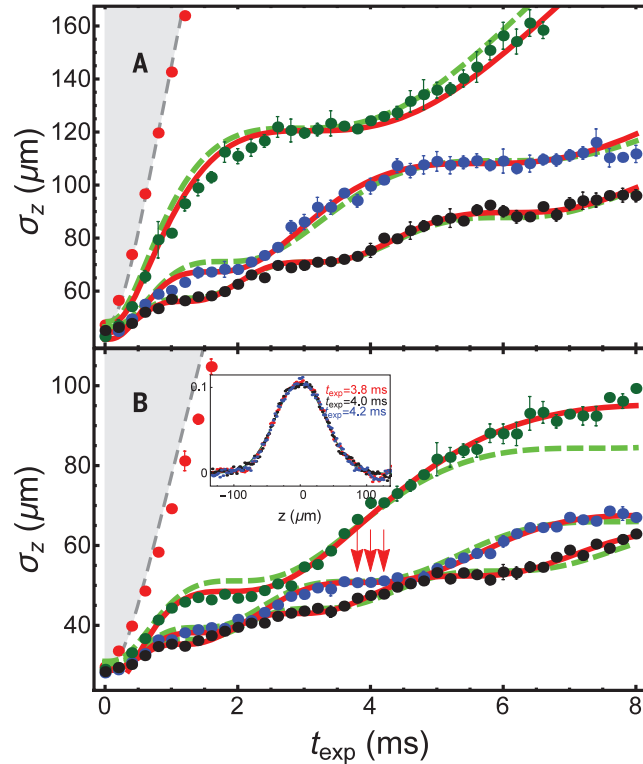 160
A
140
120
σz (μm)
100
80
60
B
100
0.1
texp=3.8 ms
texp=4.0 ms
texp=4.2 ms
80
0
-100 0 100
z (μm)
σz (μm)
60
40
0 2 4 6 8
texp (ms)